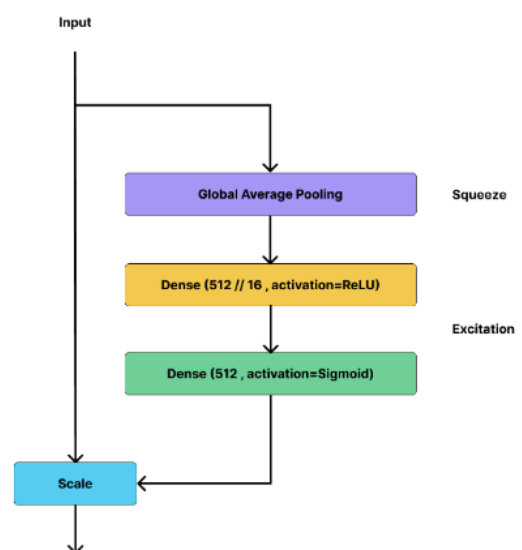 Input
Global Average Pooling
Squeeze
Dense (512 // 16 , activation=ReLU)
Excitation
Dense (512 , activation=Sigmoid)
Scale